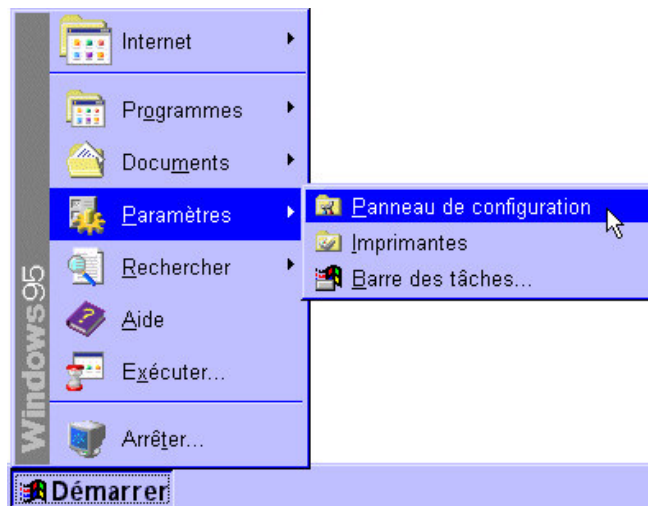 Internet
Programmes
Documents
Paramètres
Panneau de configuration
Imprimantes
Barre des tâches...
Rechercher
Aide
Exécuter...
Arrêter...
Windows95
Démarrer